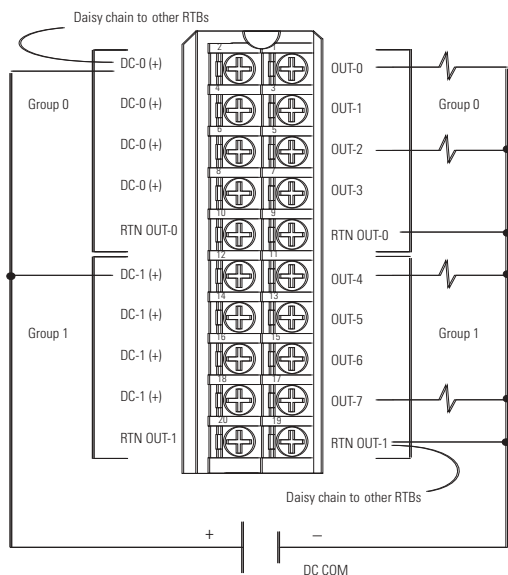 Daisy chain to other RTBs
2 1
DC-0 (+) OUT-0
4 3
Group 0 DC-0 (+) OUT-1 Group 0
6 5
DC-0 (+) OUT-2
8 7
DC-0 (+) OUT-3
10 9
RTN OUT-0 RTN OUT-0
12 11
DC-1 (+) OUT-4
14 13
Group 1 DC-1 (+) OUT-5 Group 1
16 15
DC-1 (+) OUT-6
18 17
DC-1 (+) OUT-7
20 19
RTN OUT-1 RTN OUT-1
Daisy chain to other RTBs
+ –
DC COM